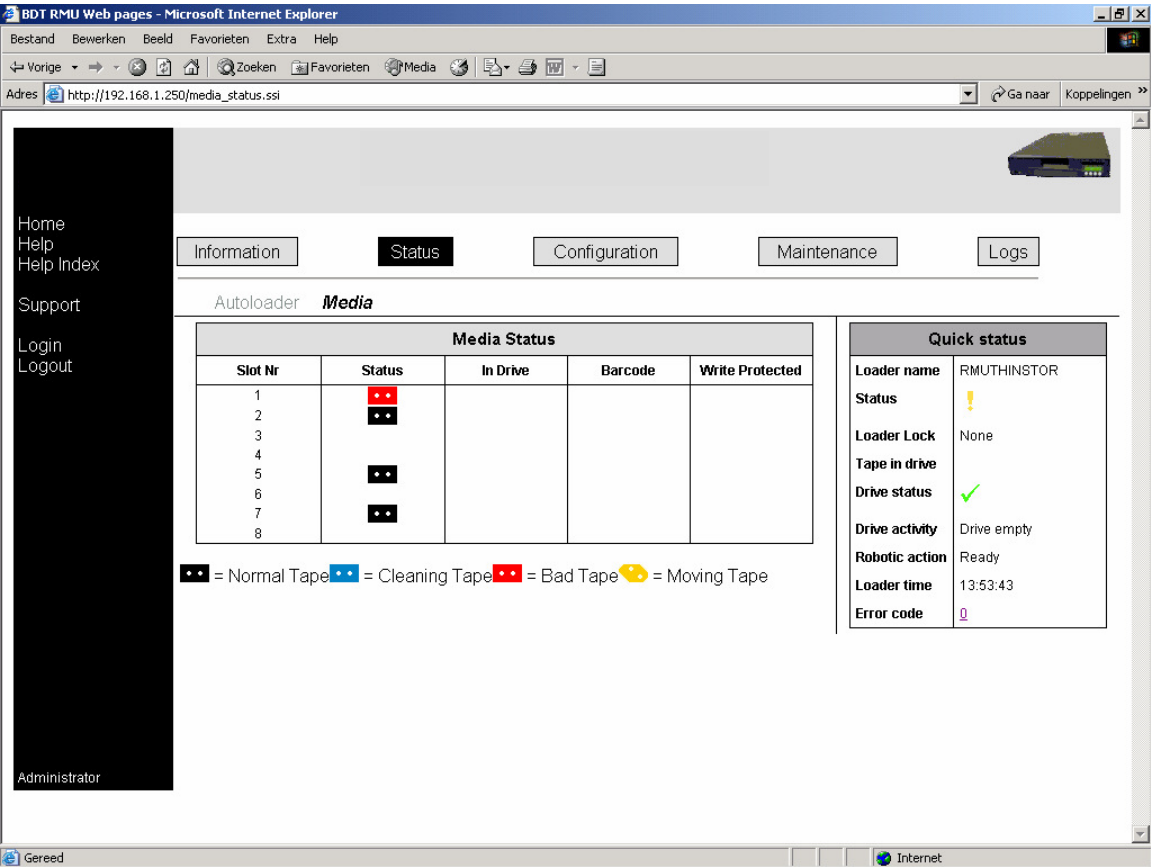 BDT RMU Web pages - Microsoft Internet Explorer
Bestand Bewerken Beeld Favorieten Extra Help
Vorige Zoeken Favorieten Media
Adres http://192.168.1.250/media_status.ssi Ga naar Koppelingen »
Home
Help
Help Index
Support
Login
Logout
Administrator
Information Status Configuration Maintenance Logs
Autoloader Media
Media Status
Slot Nr Status In Drive Barcode Write Protected
1
2
3
4
5
6
7
8
= Normal Tape = Cleaning Tape = Bad Tape = Moving Tape
Quick status
Loader name RMUTHINSTOR
Status
Loader Lock None
Tape in drive
Drive status
Drive activity Drive empty
Robotic action Ready
Loader time 13:53:43
Error code 0
Gereed Internet